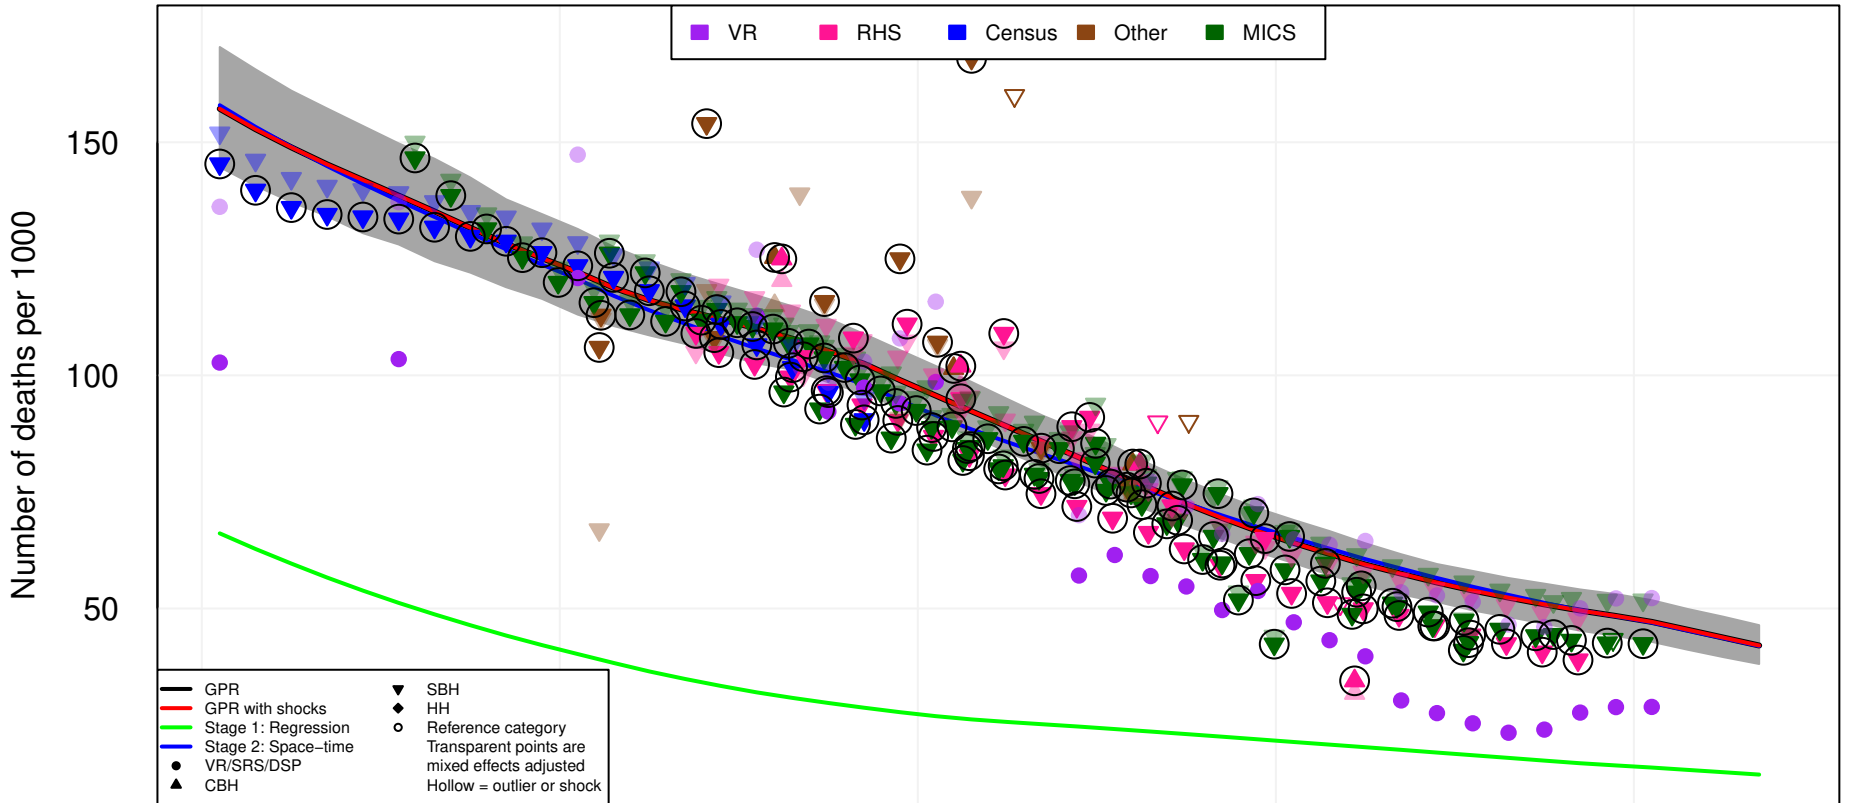 VR RHS Census Other MICS
Number of deaths per 1000
150
100
50
GPR
GPR with shocks
Stage 1: Regression
Stage 2: Space−time
VR/SRS/DSP
CBH
SBH
HH
Reference category
Transparent points are
mixed effects adjusted
Hollow = outlier or shock